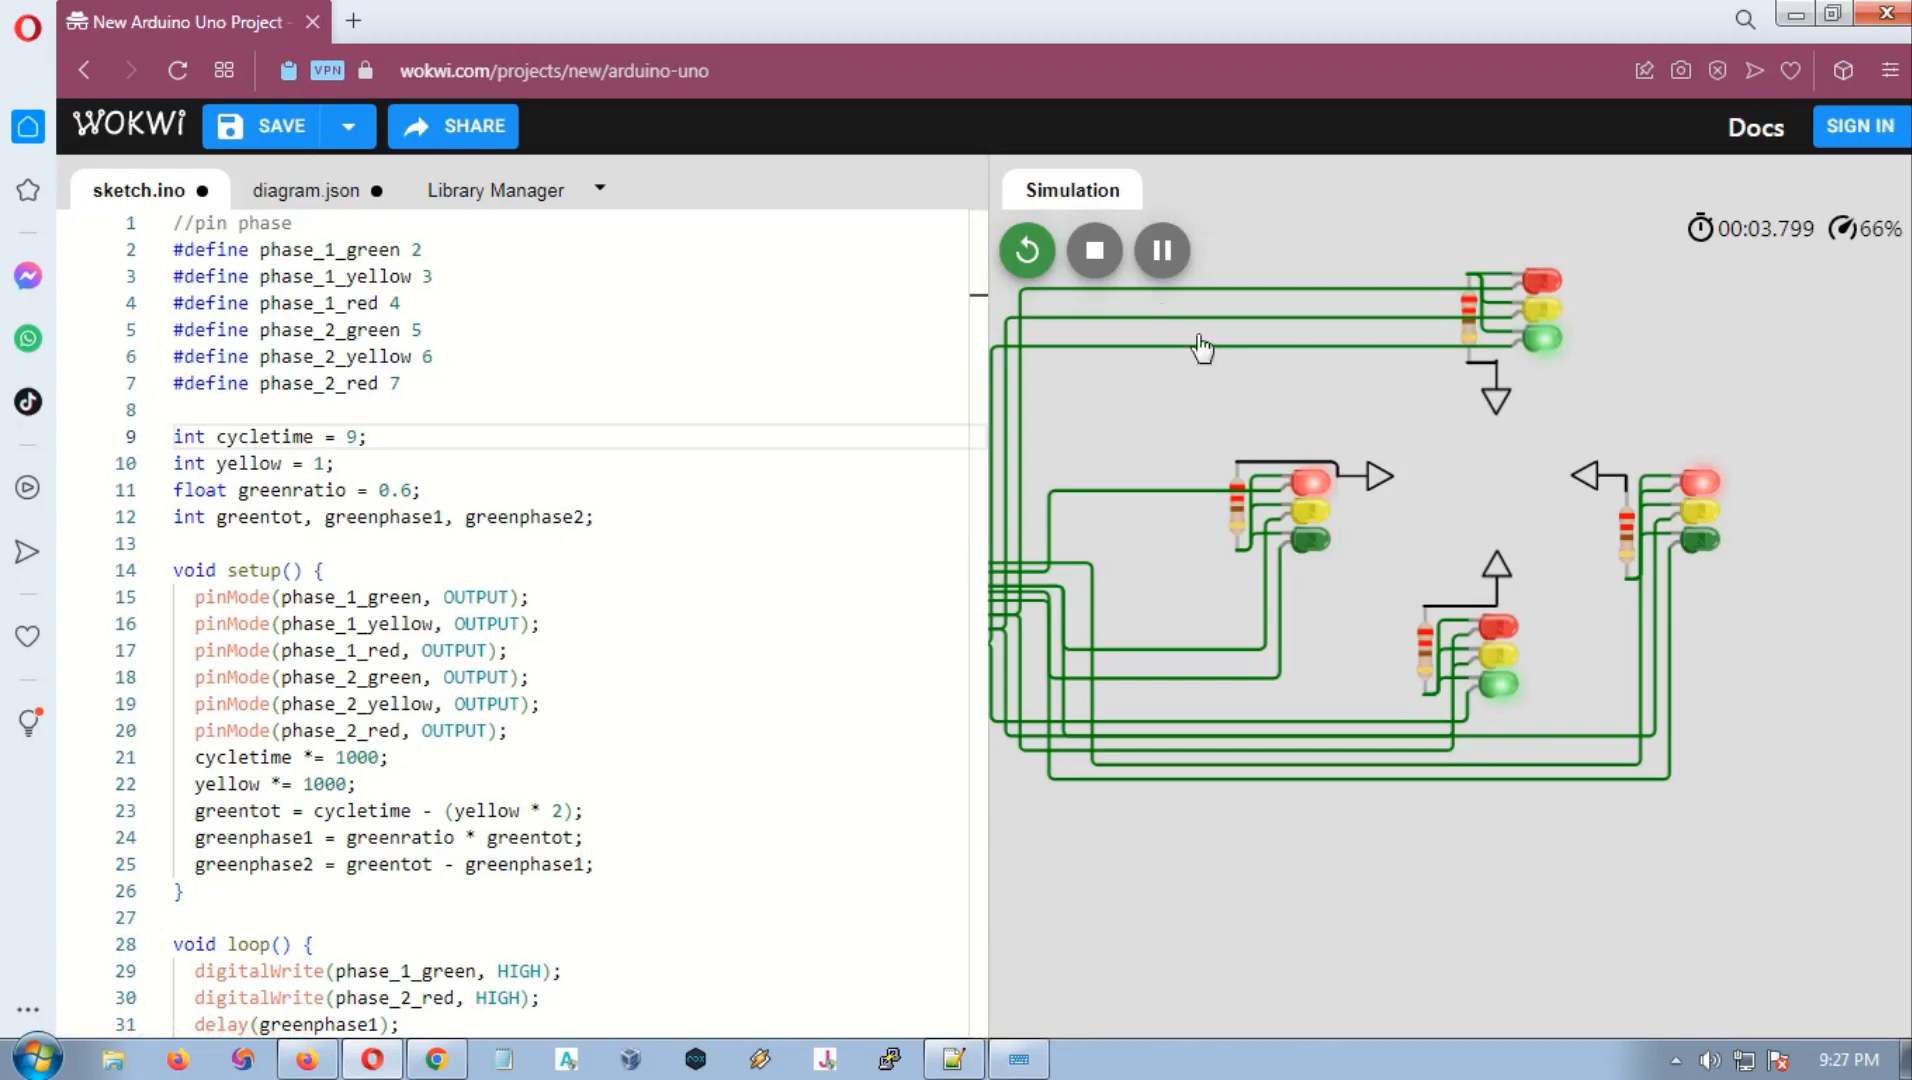 New Arduino Uno Project -
VPN
wokwi.com/projects/new/arduino-uno
WOKWI
SAVE
SHARE
Docs
SIGN IN
sketch.ino
diagram.json
Library Manager
Simulation
00:03.799
66%
1 //pin phase
2 #define phase_1_green 2
3 #define phase_1_yellow 3
4 #define phase_1_red 4
5 #define phase_2_green 5
6 #define phase_2_yellow 6
7 #define phase_2_red 7
8
9 int cycletime = 9;
10 int yellow = 1;
11 float greenratio = 0.6;
12 int greentot, greenphase1, greenphase2;
13
14 void setup() {
15 pinMode(phase_1_green, OUTPUT);
16 pinMode(phase_1_yellow, OUTPUT);
17 pinMode(phase_1_red, OUTPUT);
18 pinMode(phase_2_green, OUTPUT);
19 pinMode(phase_2_yellow, OUTPUT);
20 pinMode(phase_2_red, OUTPUT);
21 cycletime *= 1000;
22 yellow *= 1000;
23 greentot = cycletime - (yellow * 2);
24 greenphase1 = greenratio * greentot;
25 greenphase2 = greentot - greenphase1;
26 }
27
28 void loop() {
29 digitalWrite(phase_1_green, HIGH);
30 digitalWrite(phase_2_red, HIGH);
31 delay(greenphase1);
9:27 PM